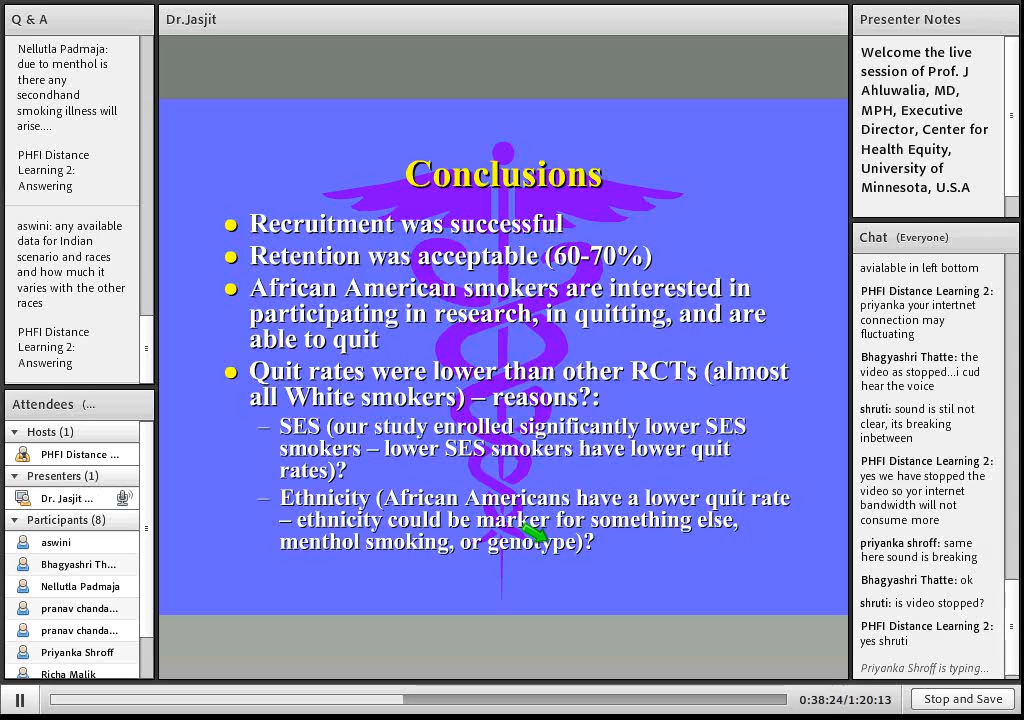 Q & A
Nellutla Padmaja:
due to menthol is
there any
secondhand
smoking illness will
arise....
PHFI Distance
Learning 2:
Answering
aswini: any available
data for Indian
scenario and races
and how much it
varies with the other
races
PHFI Distance
Learning 2:
Answering
Attendees (...
Hosts (1)
PHFI Distance ...
Presenters (1)
Dr. Jasjit ...
Participants (8)
aswini
Bhagyashri Th...
Nellutla Padmaja
pranav chanda...
pranav chanda...
Priyanka Shroff
Richa Malik
Dr.Jasjit
Conclusions
Recruitment was successful
Retention was acceptable (60-70%)
African American smokers are interested in
participating in research, in quitting, and are
able to quit
Quit rates were lower than other RCTs (almost
all White smokers) – reasons?:
– SES (our study enrolled significantly lower SES
smokers – lower SES smokers have lower quit
rates)?
– Ethnicity (African Americans have a lower quit rate
– ethnicity could be marker for something else,
menthol smoking, or genotype)?
Presenter Notes
Welcome the live
session of Prof. J
Ahluwalia, MD,
MPH, Executive
Director, Center for
Health Equity,
University of
Minnesota, U.S.A
Chat (Everyone)
avialable in left bottom
PHFI Distance Learning 2:
priyanka your internet
connection may
fluctuating
Bhagyashri Thatte: the
video as stopped...i cud
hear the voice
shruti: sound is stil not
clear, its breaking
inbetween
PHFI Distance Learning 2:
yes we have stopped the
video so yor internet
bandwidth will not
consume more
priyanka shroff: same
here sound is breaking
Bhagyashri Thatte: ok
shruti: is video stopped?
PHFI Distance Learning 2:
yes shruti
Priyanka Shroff is typing...
0:38:24/1:20:13
Stop and Save